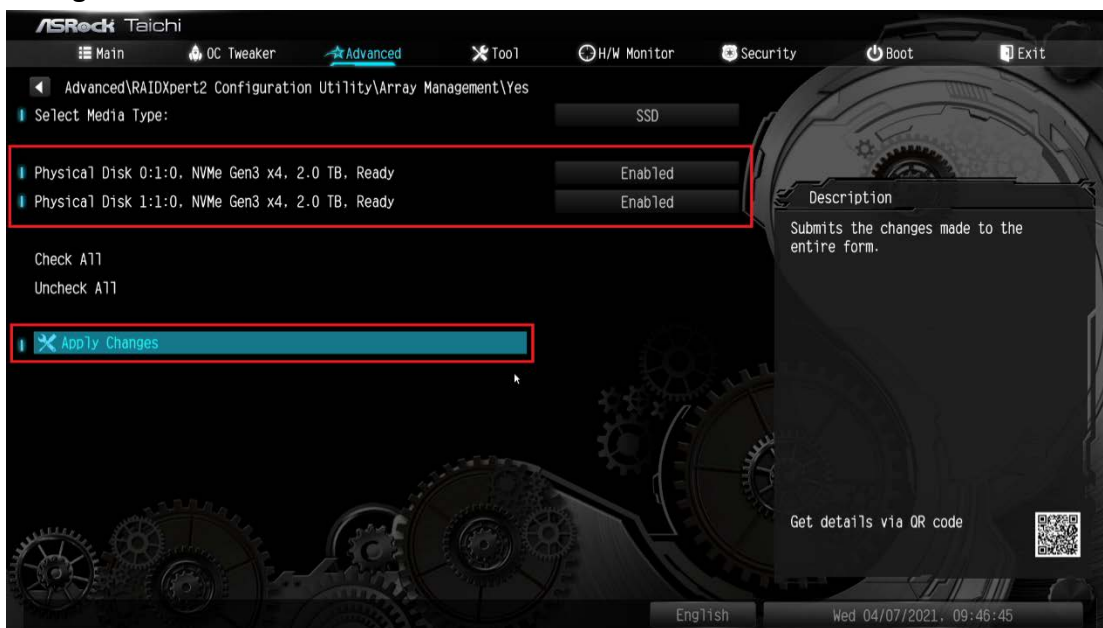 ASRock Taichi
Main OC Tweaker Advanced Tool H/W Monitor Security Boot Exit
Advanced\RAIDXpert2 Configuration Utility\Array Management\Yes
Select Media Type: SSD
Physical Disk 0:1:0, NVMe Gen3 x4, 2.0 TB, Ready Enabled
Physical Disk 1:1:0, NVMe Gen3 x4, 2.0 TB, Ready Enabled
Check All
Uncheck All
Apply Changes
Description
Submits the changes made to the
entire form.
Get details via QR code
English Wed 04/07/2021, 09:46:45